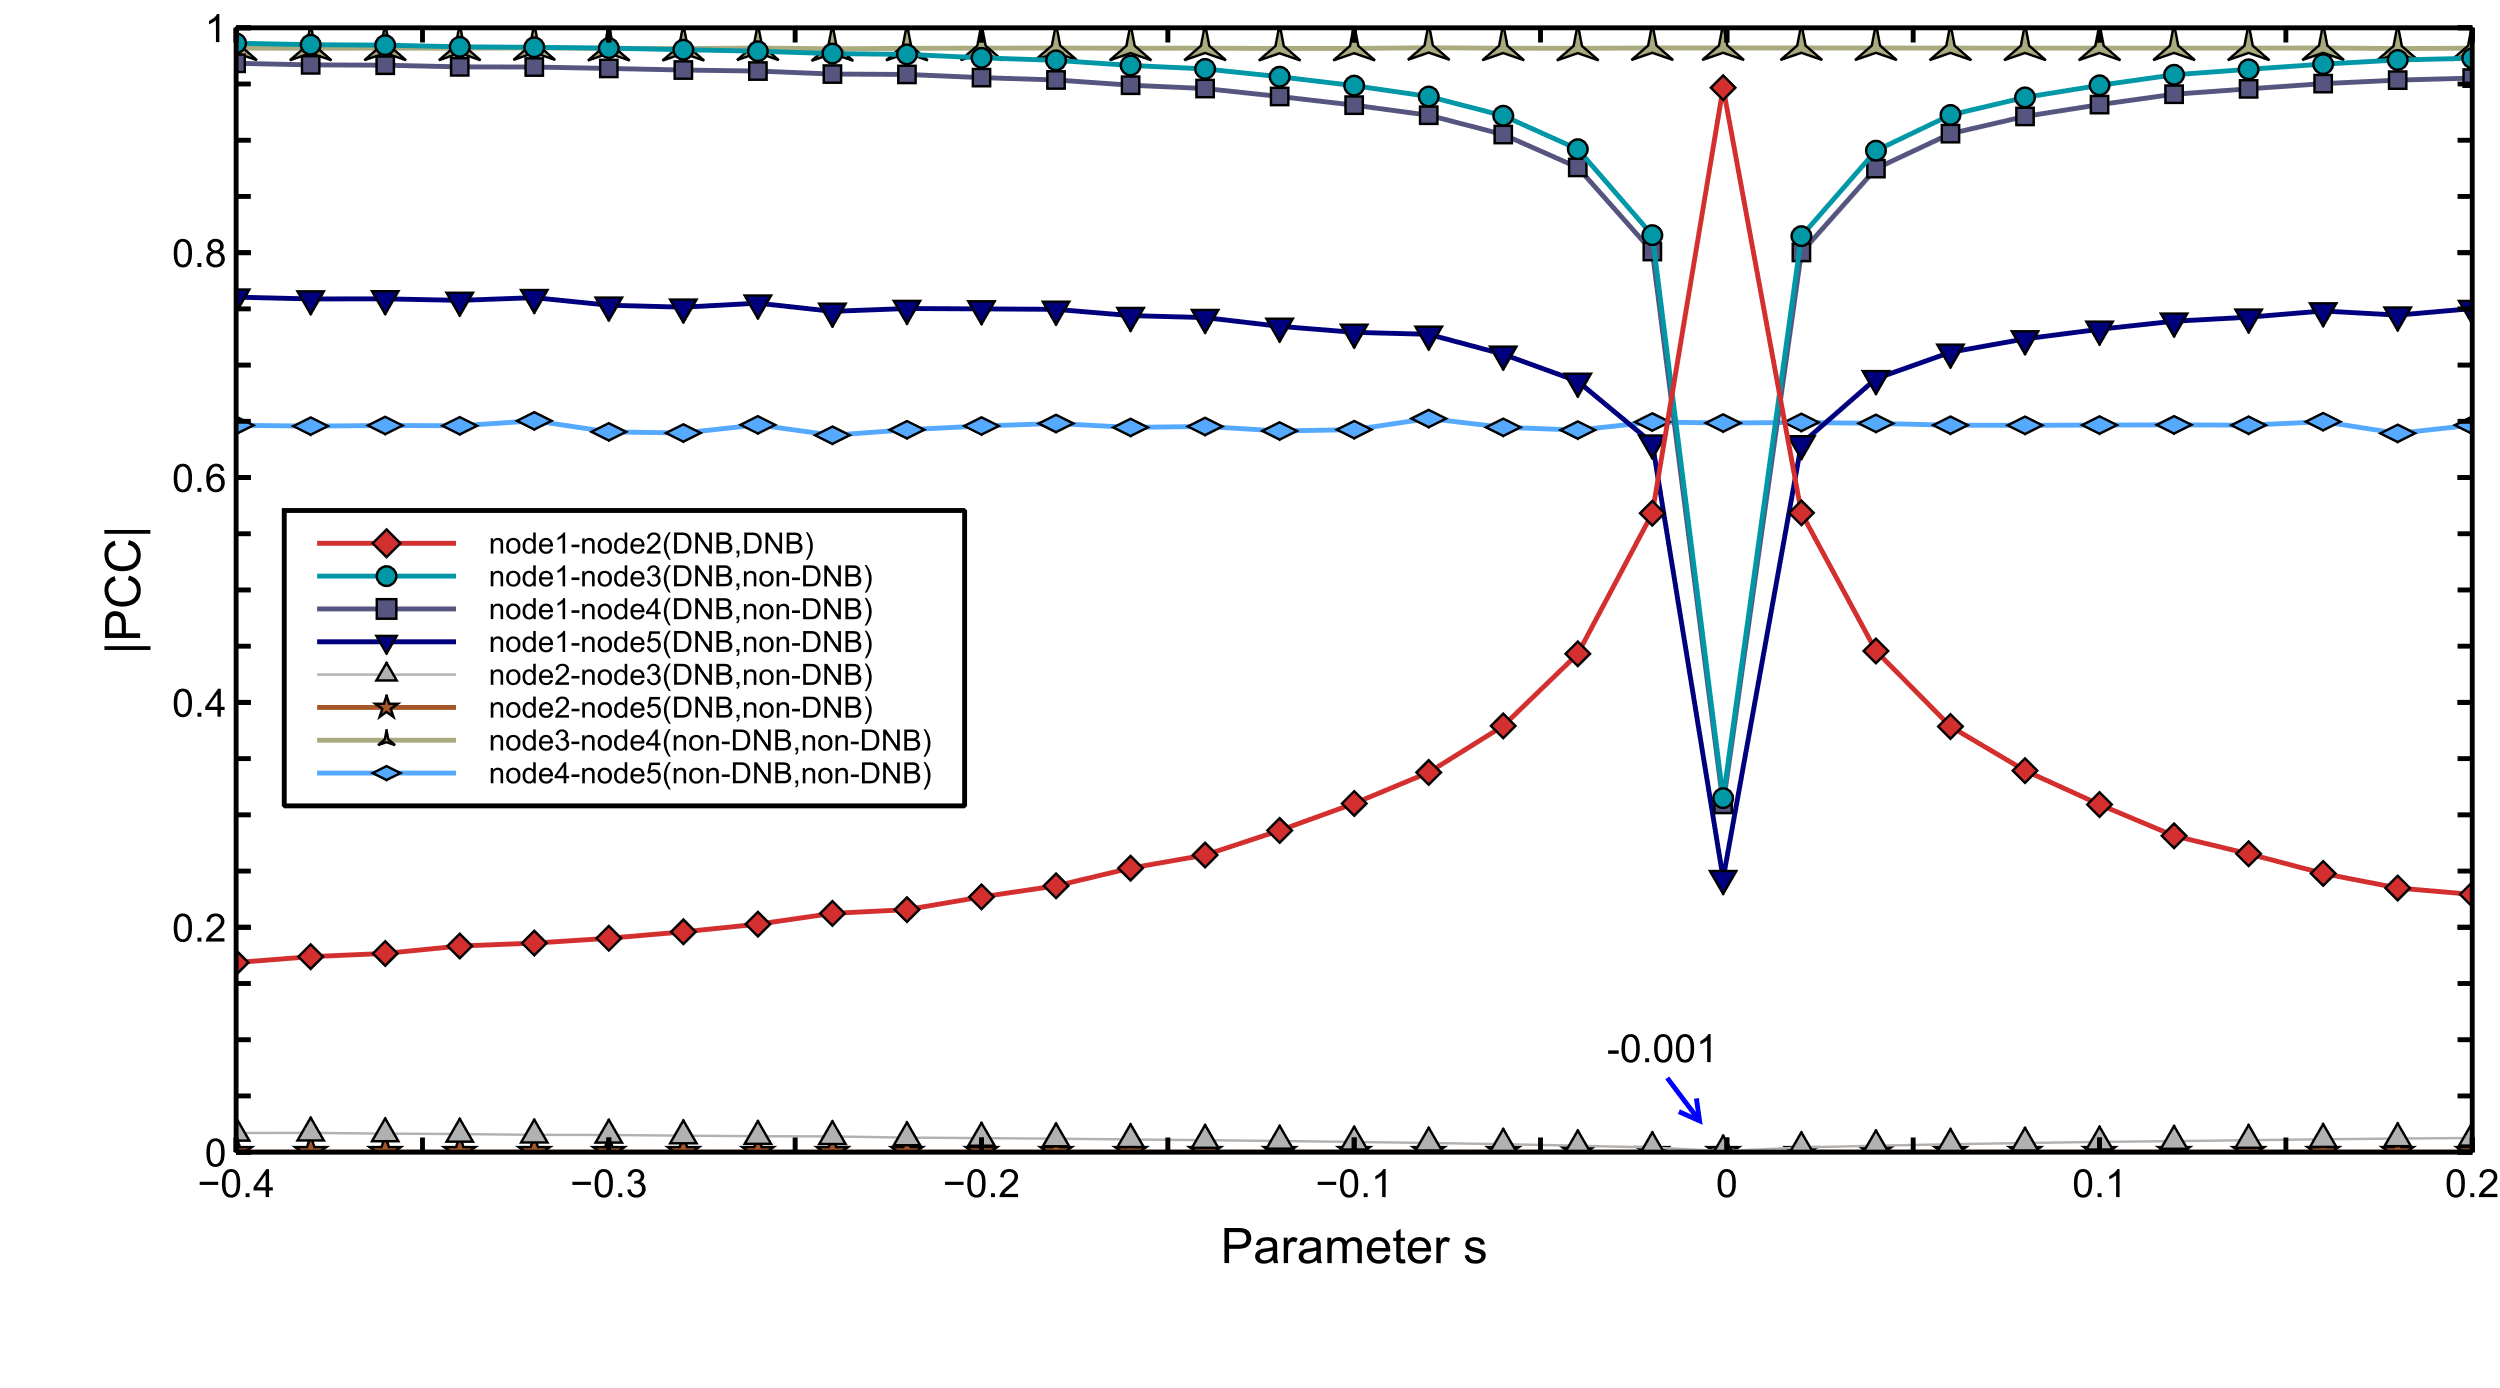 1
0.8
0.6
0.4
0.2
0
|PCC|
node1-node2(DNB,DNB)
node1-node3(DNB,non-DNB)
node1-node4(DNB,non-DNB)
node1-node5(DNB,non-DNB)
node2-node3(DNB,non-DNB)
node2-node5(DNB,non-DNB)
node3-node4(non-DNB,non-DNB)
node4-node5(non-DNB,non-DNB)
-0.001
−0.4 −0.3 −0.2 −0.1 0 0.1 0.2
Parameter s